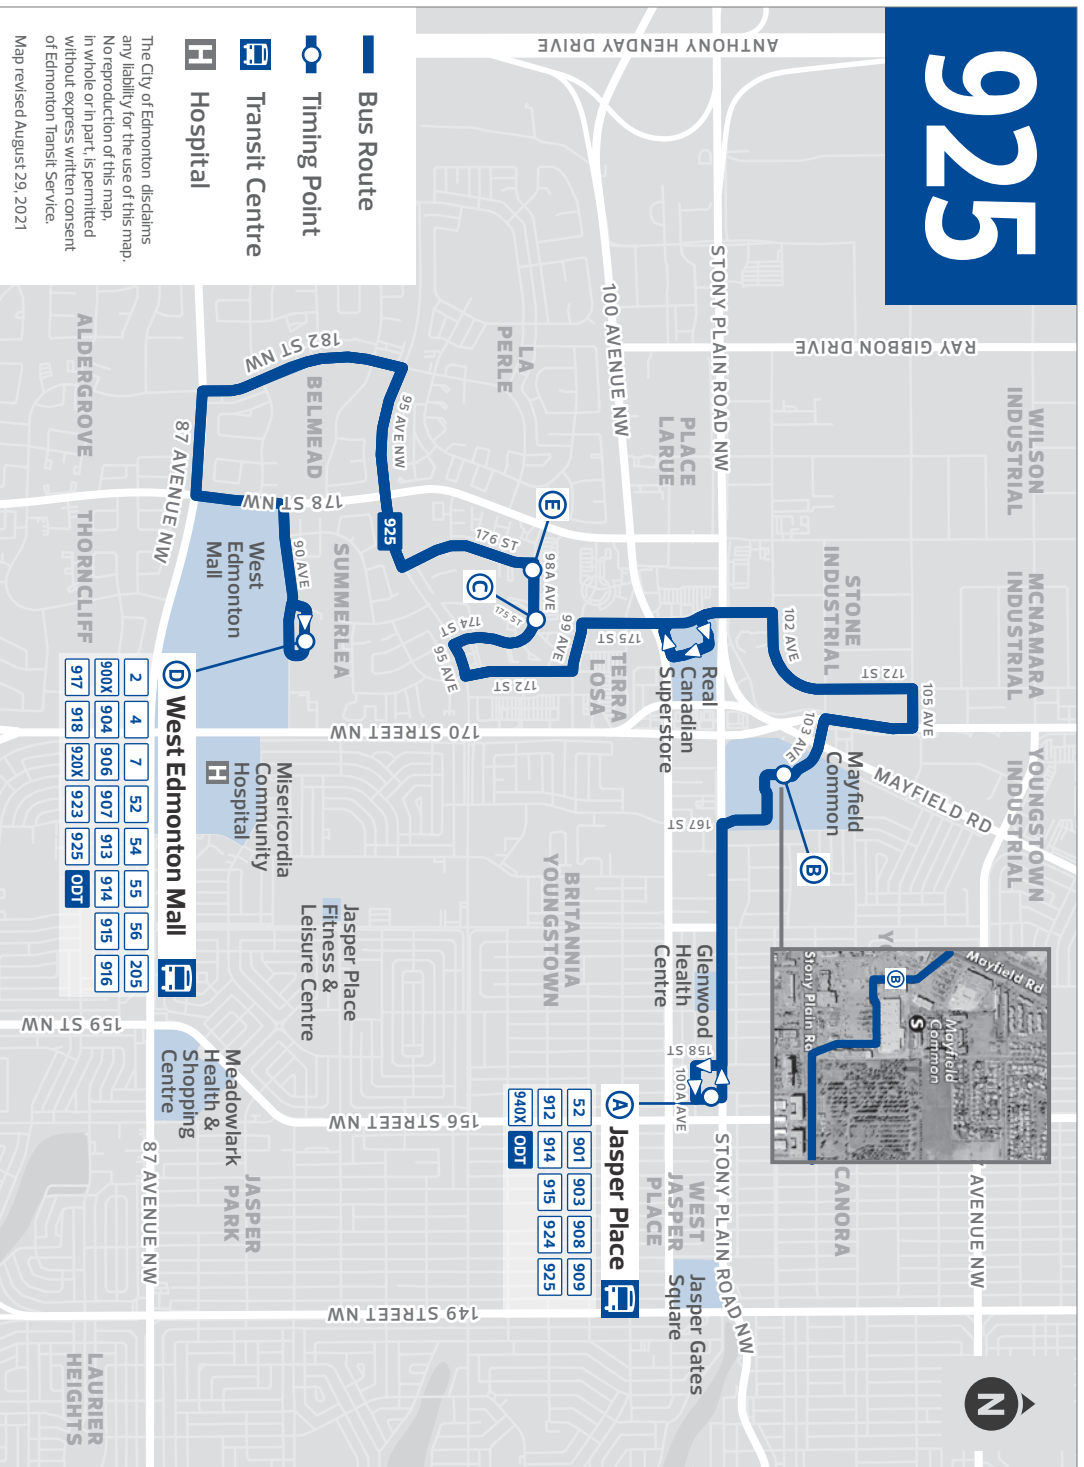 925
ANTHONY HENDAY DRIVE
STONY PLAIN ROAD NW
100 AVENUE NW
RAY GIBBON DRIVE
WILSON
INDUSTRIAL
MCNAMARA
INDUSTRIAL
YOUNGSTOWN
INDUSTRIAL
STONE
INDUSTRIAL
PLACE
LARUE
LA
PERLE
182 ST NW
BELMEAD
95 AVE NW
ALDERGROVE
87 AVENUE NW
178 ST NW
THORNCLIFF
SUMMERLEA
90 AVE
West
Edmonton
Mall
925
176 ST
E
98A AVE
C
175 ST
174 ST
95 AVE
99 AVE
172 ST
175 ST
TERRA
LOSA
Real
Canadian
Superstore
102 AVE
172 ST
105 AVE
103 AVE
Mayfield
Common
MAYFIELD RD
B
167 ST
170 STREET NW
Misericordia
Community
Hospital
H
D West Edmonton Mall
2 4 7 52 54 55 56 205
900X 904 906 907 913 914 915 916
917 918 920X 923 925 ODT
BRITANNIA
YOUNGSTOWN
Jasper Place
Fitness &
Leisure Centre
Glenwood
Health
Centre
158 ST
100A AVE
159 ST NW
Meadowlark
Health &
Shopping
Centre
156 STREET NW
A Jasper Place
52 901 903 908 909
912 914 915 924 925
940X ODT
Mayfield Rd
B
S
Mayfield
Common
Stony Plain Rd
CANORA
AVENUE NW
WEST
JASPER
PLACE
STONY PLAIN ROAD NW
Jasper Gates
Square
JASPER
PARK
87 AVENUE NW
149 STREET NW
LAURIER
HEIGHTS
N
Bus Route
Timing Point
Transit Centre
H Hospital
The City of Edmonton disclaims
any liability for the use of this map.
No reproduction of this map,
in whole or in part, is permitted
without express written consent
of Edmonton Transit Service.
Map revised August 29, 2021